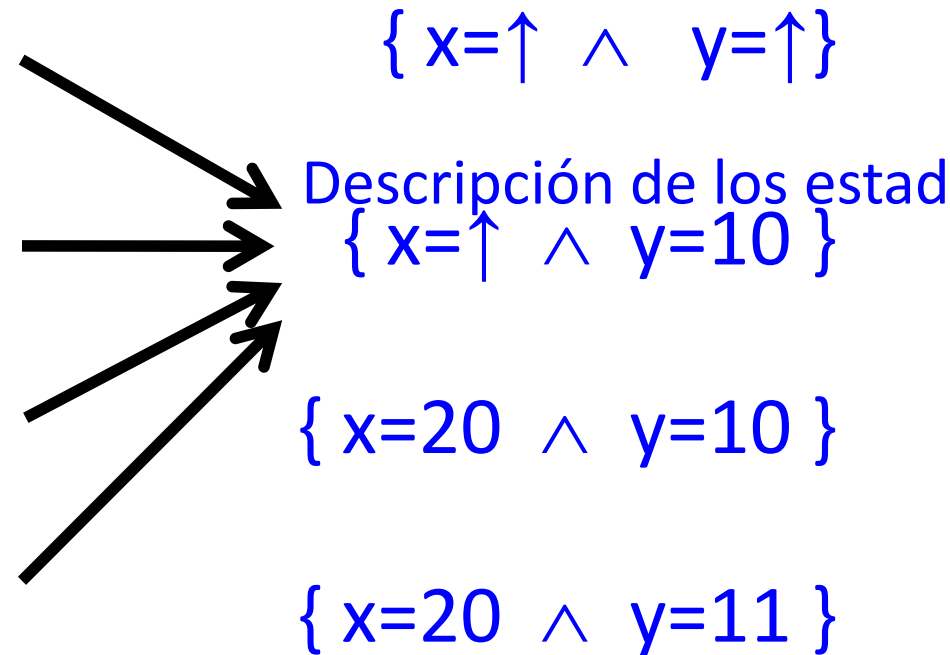 { x=↑ ∧ y=↑}
Descripción de los estad
{ x=↑ ∧ y=10 }
{ x=20 ∧ y=10 }
{ x=20 ∧ y=11 }